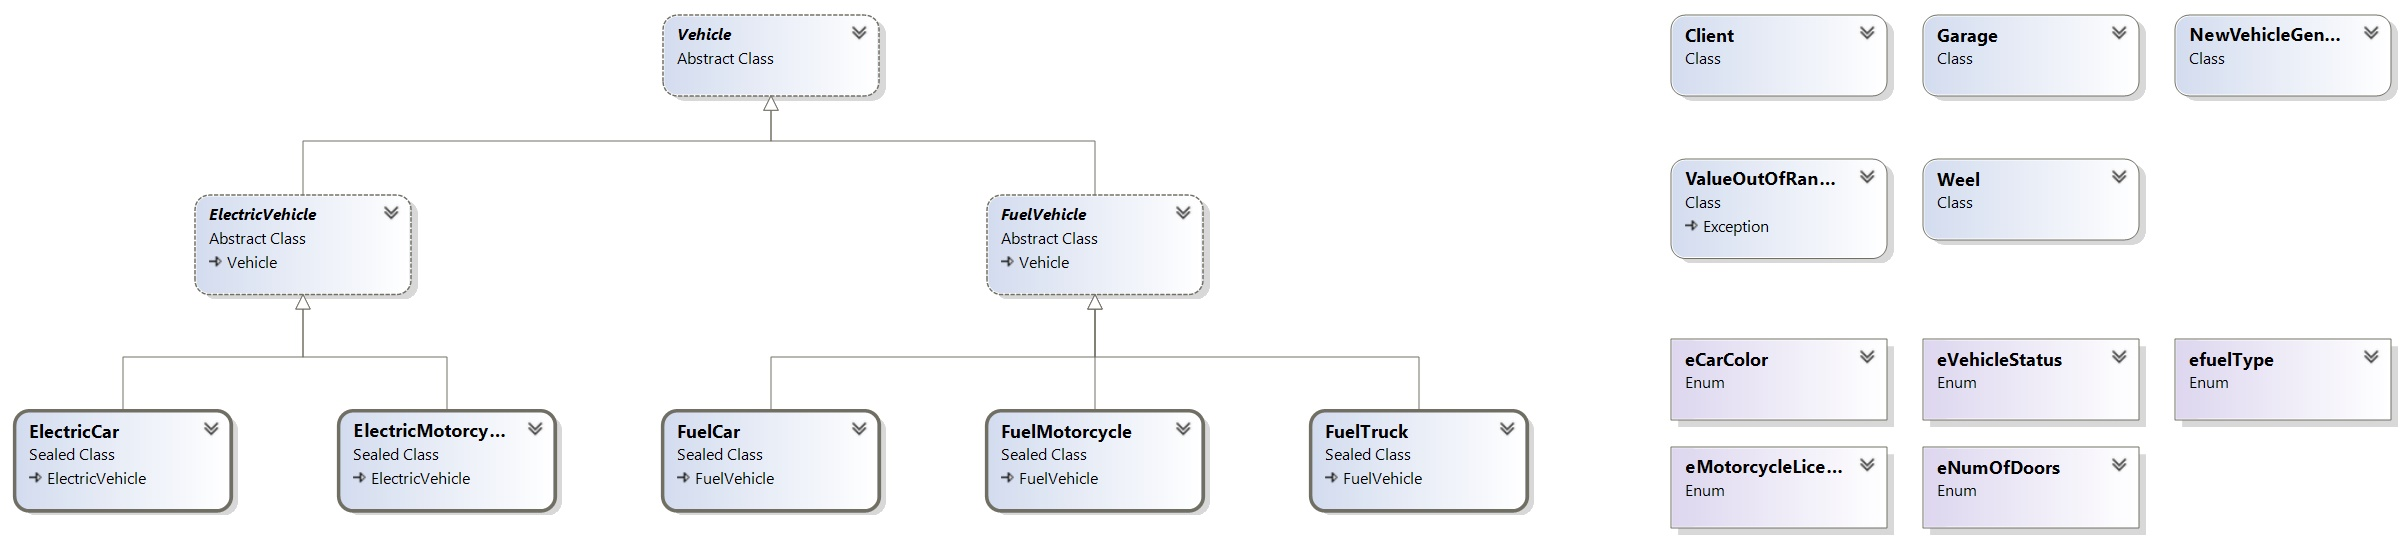 Vehicle
Abstract Class
ElectricVehicle
Abstract Class
Vehicle
FuelVehicle
Abstract Class
Vehicle
ElectricCar
Sealed Class
ElectricVehicle
ElectricMotorcy...
Sealed Class
ElectricVehicle
FuelCar
Sealed Class
FuelVehicle
FuelMotorcycle
Sealed Class
FuelVehicle
FuelTruck
Sealed Class
FuelVehicle
Client
Class
Garage
Class
NewVehicleGen...
Class
ValueOutOfRan...
Class
Exception
Weel
Class
eCarColor
Enum
eVehicleStatus
Enum
efuelType
Enum
eMotorcycleLice...
Enum
eNumOfDoors
Enum